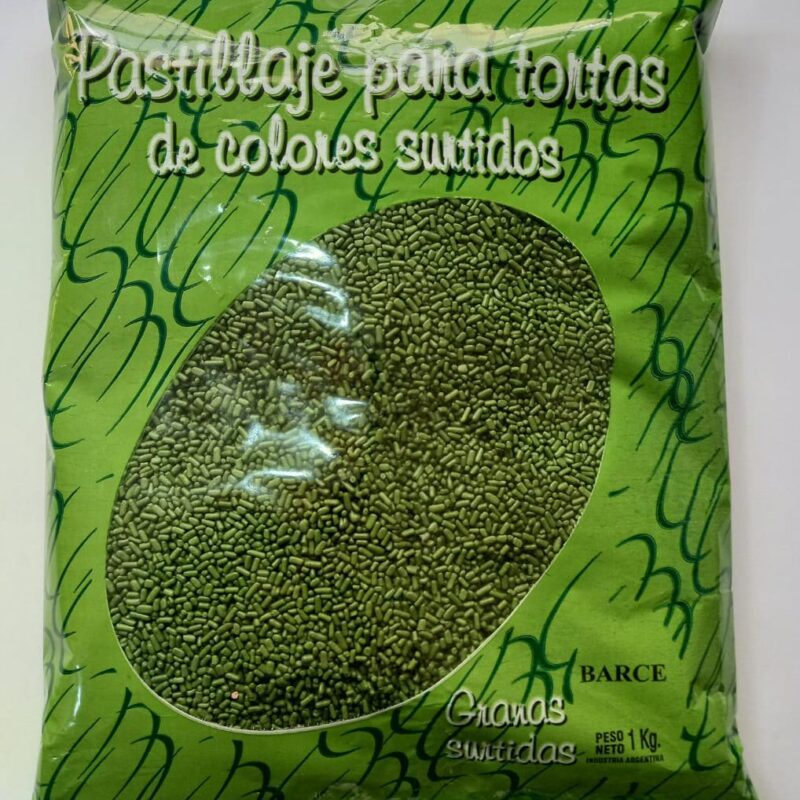 Pastillaje para tortas
de colores surtidos
BARCE
Granas
surtidas
PESO
NETO 1 Kg.
INDUSTRIA ARGENTINA